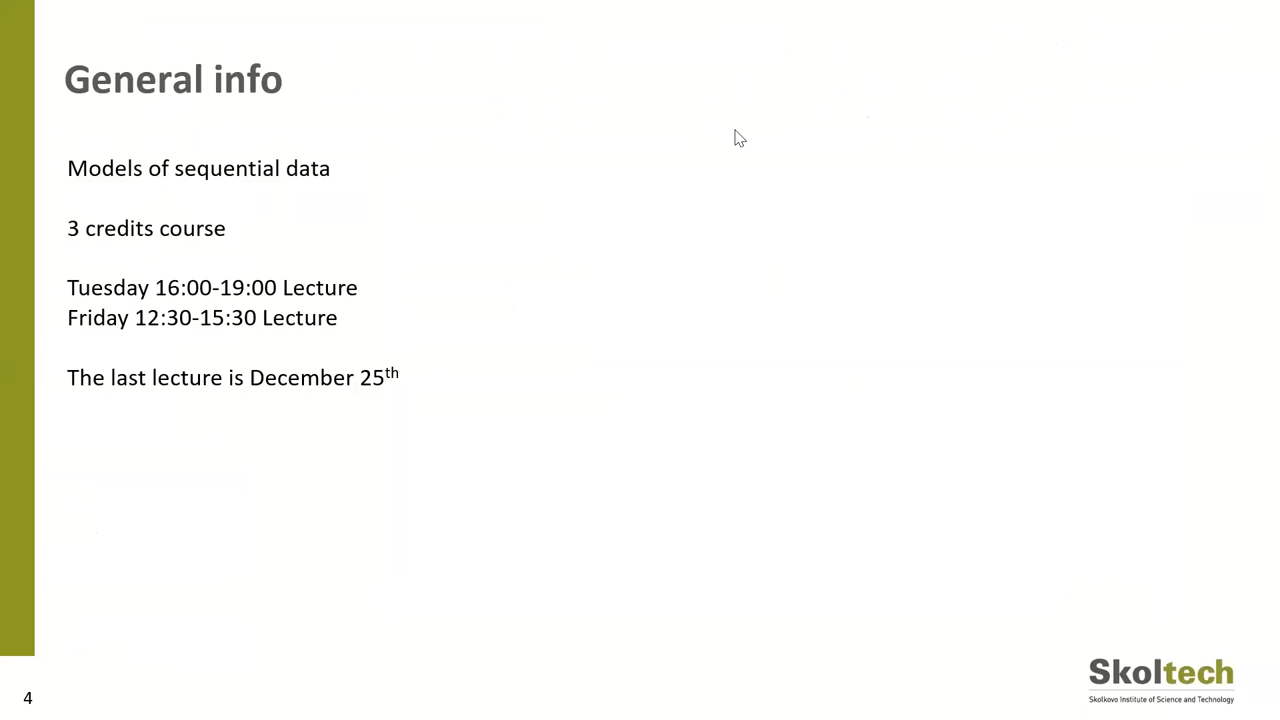 General info
Models of sequential data
3 credits course
Tuesday 16:00-19:00 Lecture
Friday 12:30-15:30 Lecture
The last lecture is December 25th
Skoltech
Skolkovo Institute of Science and Technology
4